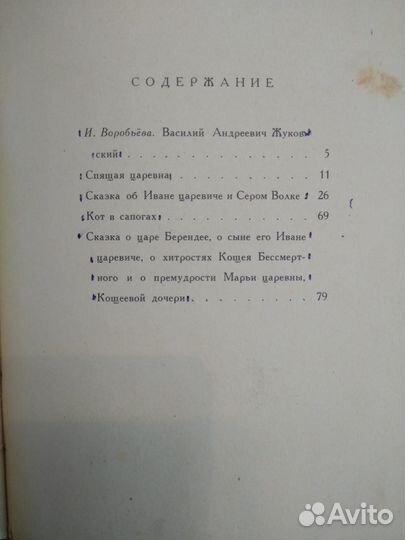 СОДЕРЖАНИЕ
И. Воробьёва. Василий Андреевич Жуков-
ский . . . . . . . . . . . . . 5
Спящая царевна . . . . . . . . . . 11
Сказка об Иване царевиче и Сером Волке 26
Кот в сапогах . . . . . . . . . . . 69
Сказка о царе Берендее, о сыне его Иване
царевиче, о хитростях Кощея Бессмерт-
ного и о премудрости Марьи царевны,
Кощеевой дочери . . . . . . . . . 79
Avito